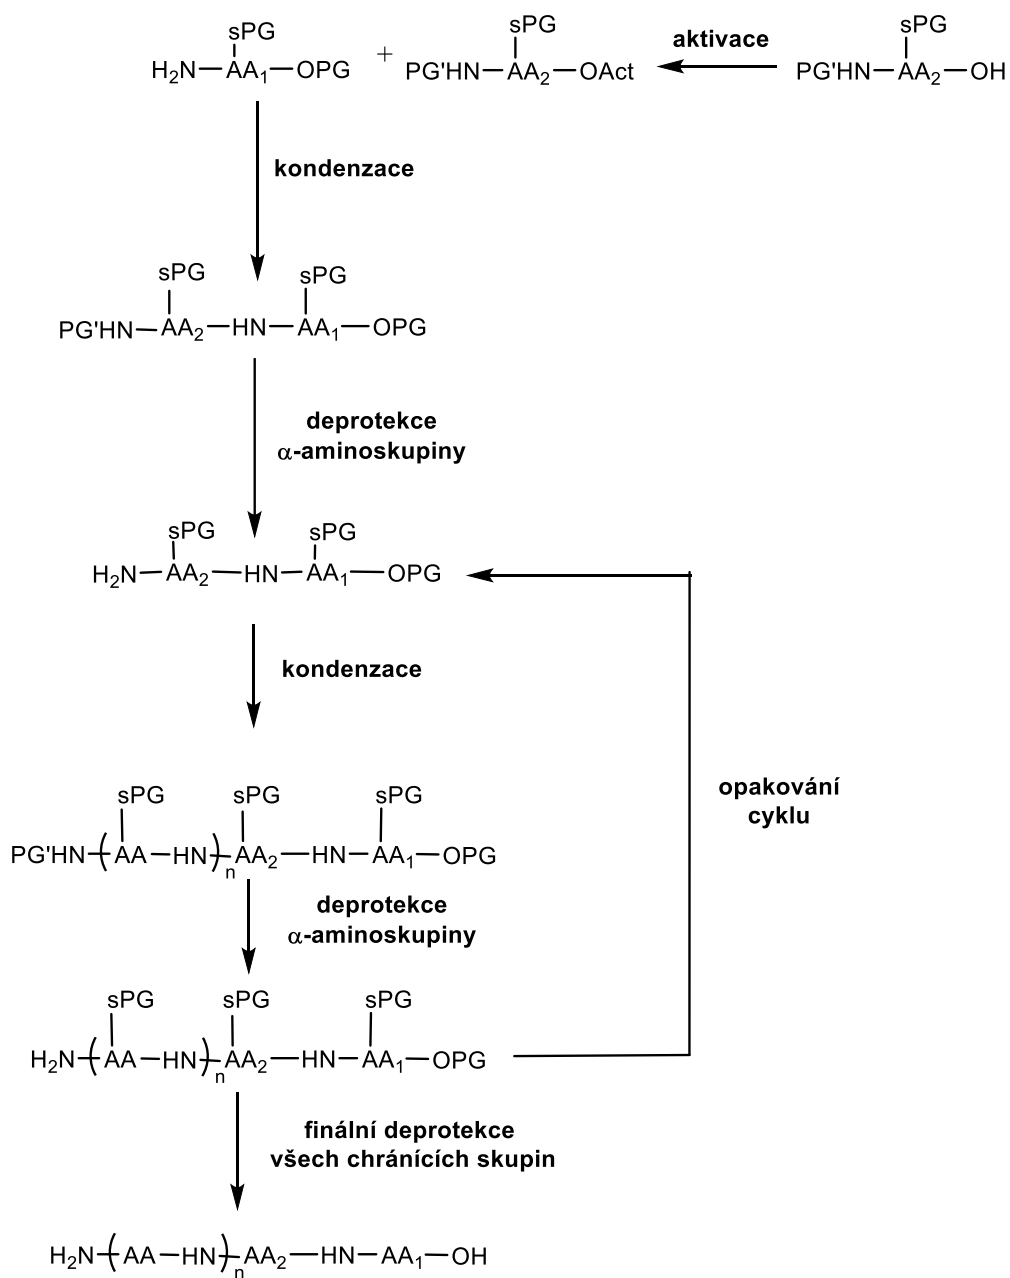 sPG
H₂N—AA₁—OPG
+
sPG
PG'HN—AA₂—OAct
aktivace
sPG
PG'HN—AA₂—OH
kondenzace
sPG sPG
PG'HN—AA₂—HN—AA₁—OPG
deprotekce
α-aminoskupiny
sPG sPG
H₂N—AA₂—HN—AA₁—OPG
kondenzace
opakování
cyklu
sPG sPG sPG
PG'HN—(AA—HN)n—AA₂—HN—AA₁—OPG
deprotekce
α-aminoskupiny
sPG sPG sPG
H₂N—(AA—HN)n—AA₂—HN—AA₁—OPG
finální deprotekce
všech chránících skupin
H₂N—(AA—HN)n—AA₂—HN—AA₁—OH